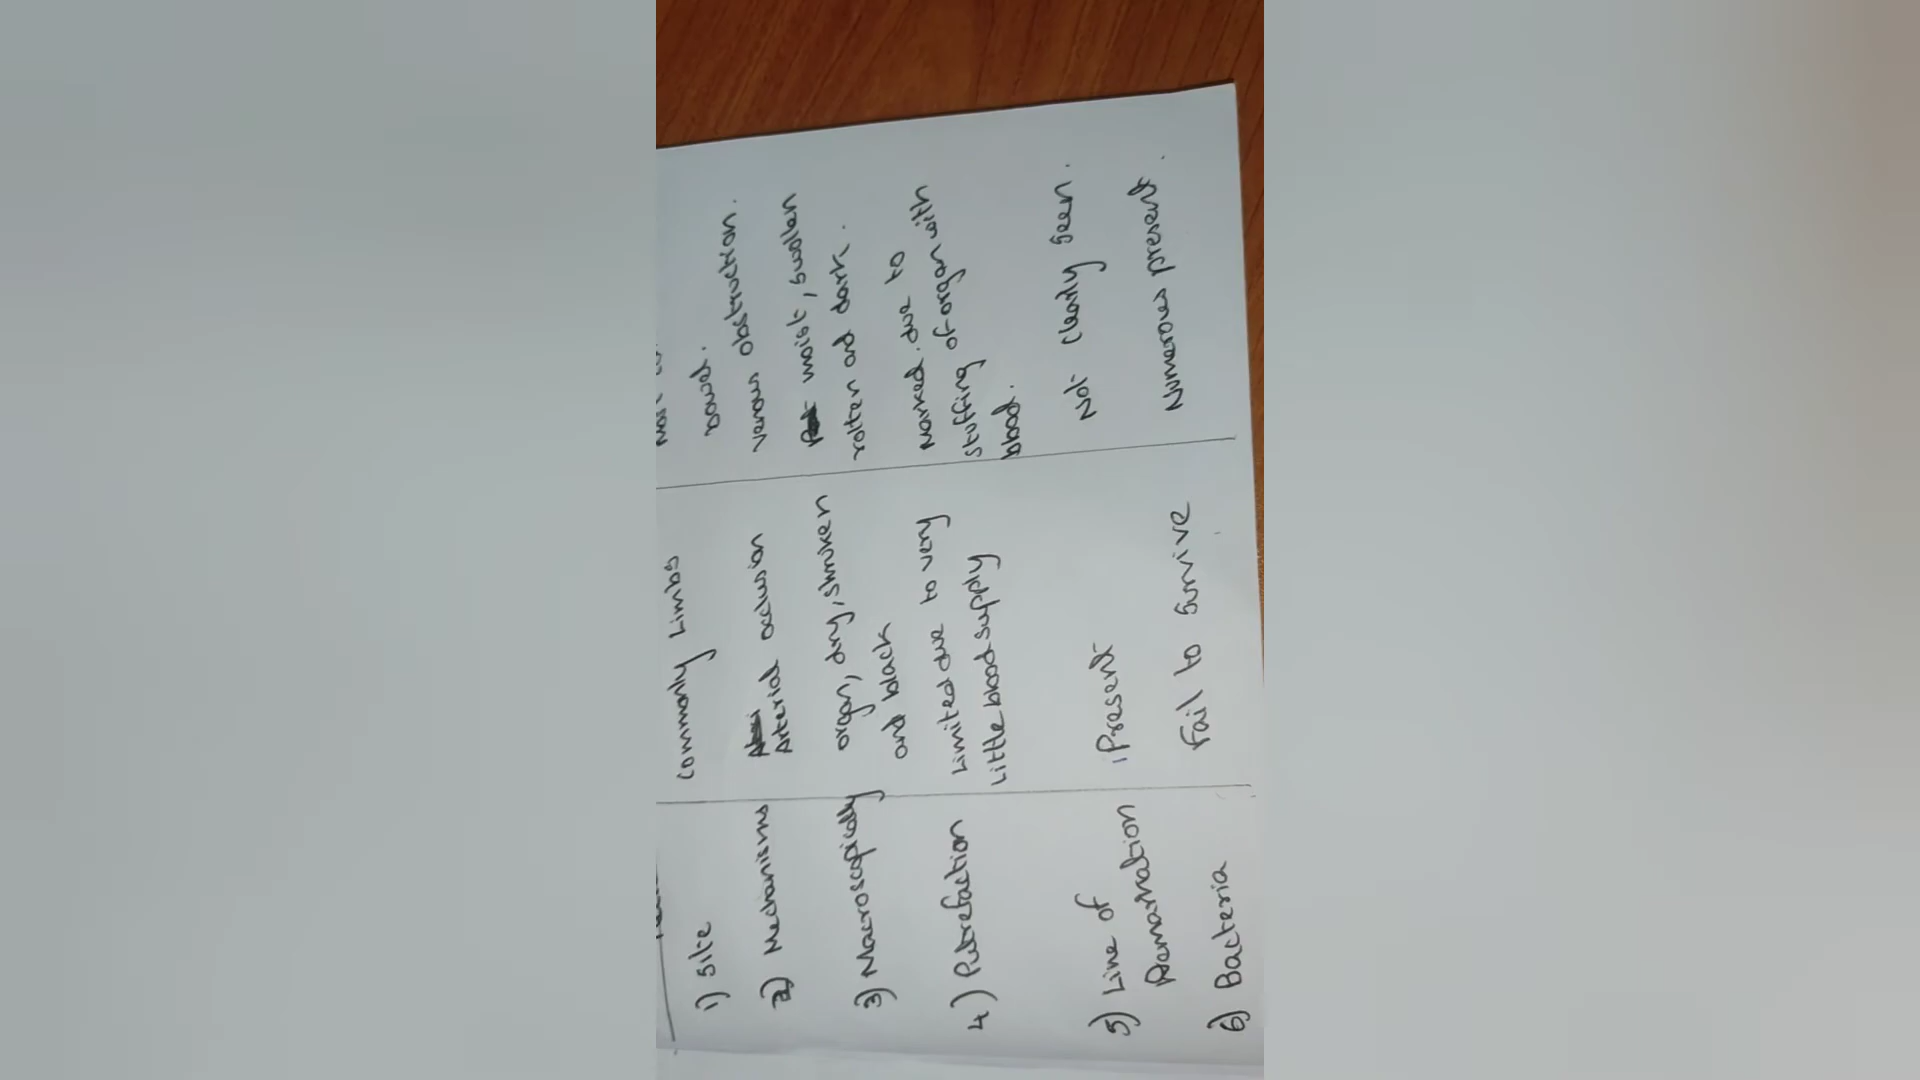 1) Site
Commonly Limbs
bowel.
2) Mechanisms
Arterial occlusion
venous obstruction.
3) Macroscopically
organ, dry, shrunken
and black
moist, swollen
rotten and dark.
4) Putrefaction
Limited due to very
Little blood supply
Marked due to
stuffing of organ with
blood.
5) Line of
Demarkation
Present
Not clearly seen.
6) Bacteria
Fail to survive
Numerous present.